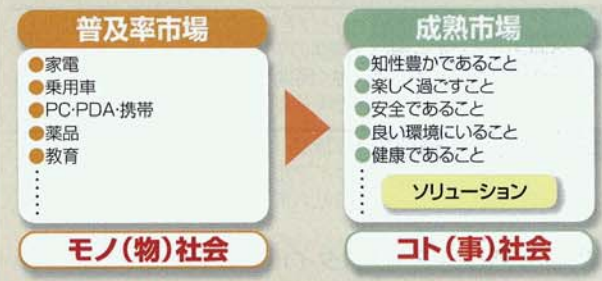 普及率市場
●家電
●乗用車
●PC・PDA・携帯
●薬品
●教育
モノ(物)社会
成熟市場
●知性豊かであること
●楽しく過ごすこと
●安全であること
●良い環境にいること
●健康であること
ソリューション
コト(事)社会